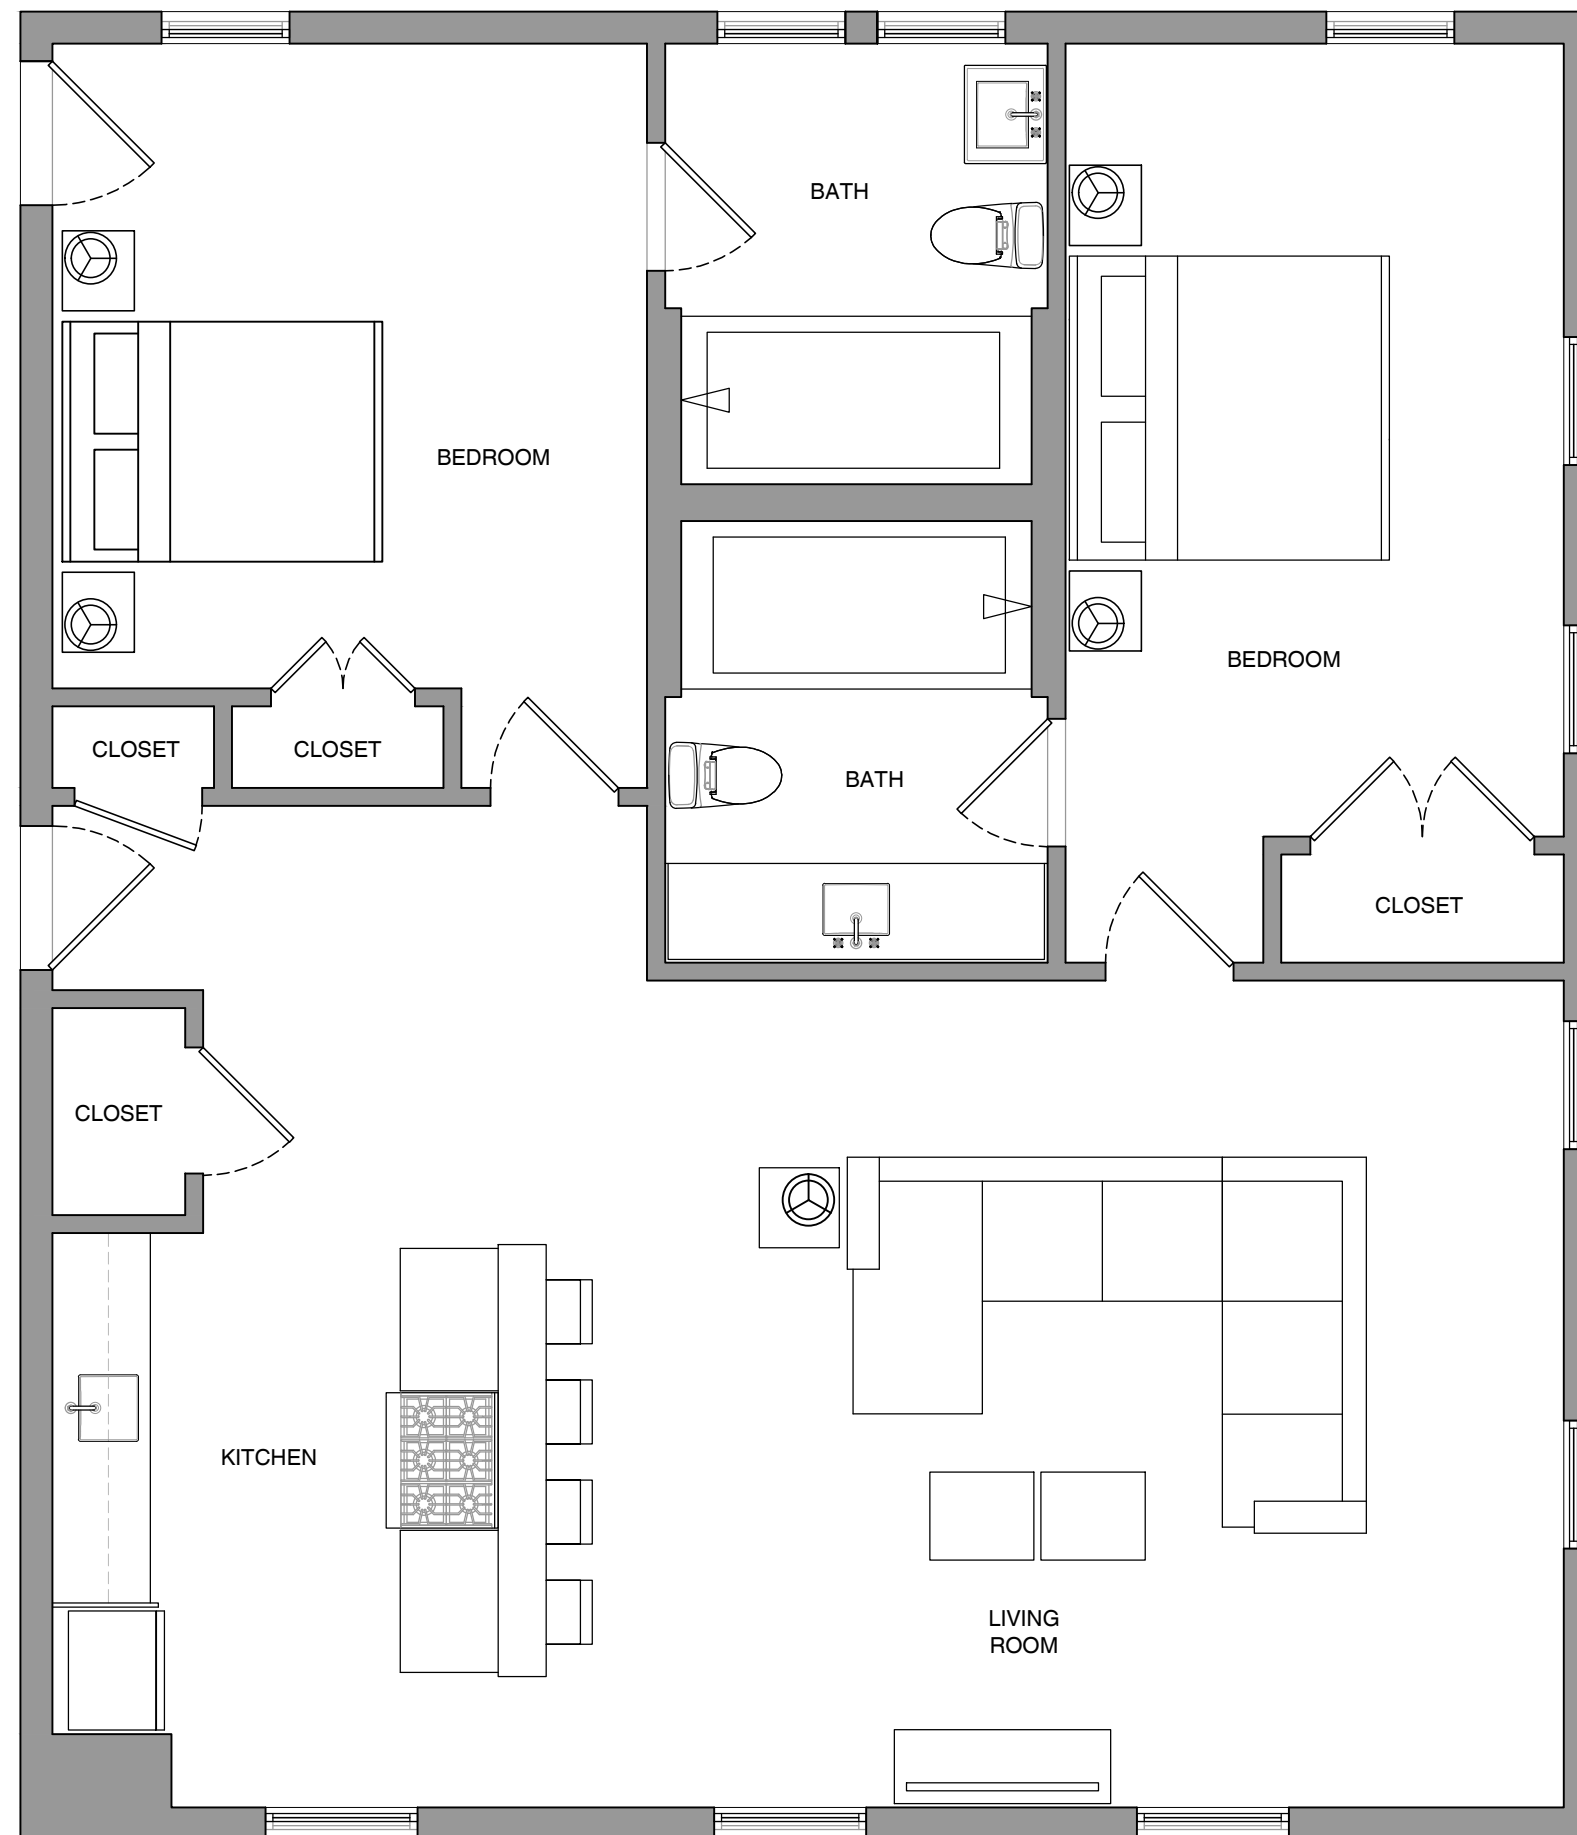 BATH
BEDROOM
BEDROOM
CLOSET
CLOSET
BATH
CLOSET
CLOSET
KITCHEN
LIVING
ROOM